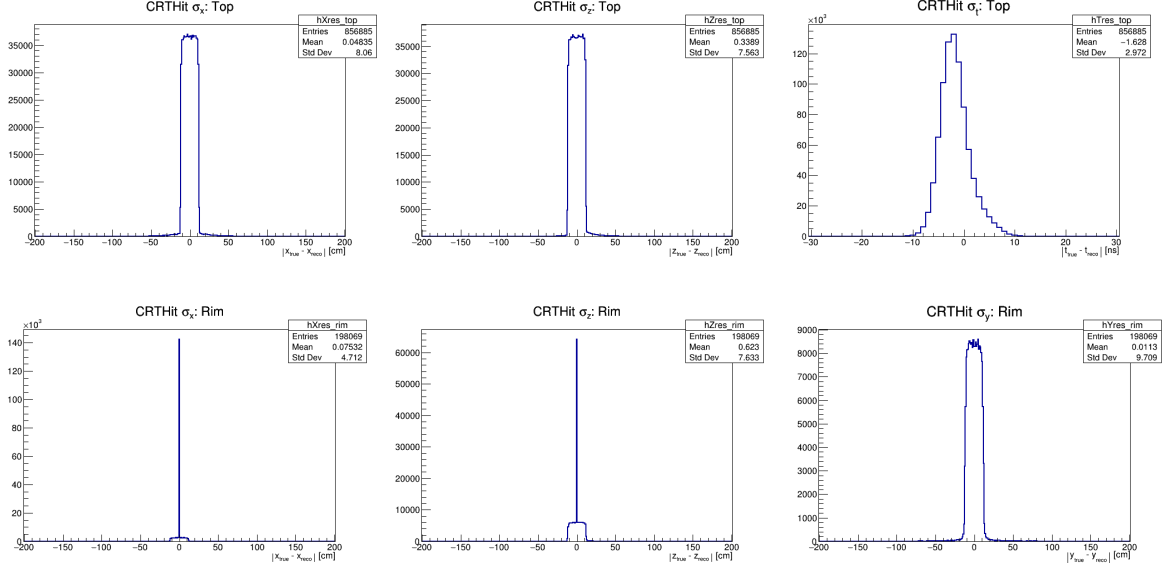 CRTHit σx: Top
hXres_top
Entries 856885
Mean 0.04835
Std Dev 8.06
35000
30000
25000
20000
15000
10000
5000
0
−200 −150 −100 −50 0 50 100 150 200
|xtrue - xreco| [cm]
CRTHit σz: Top
hZres_top
Entries 856885
Mean 0.3389
Std Dev 7.563
35000
30000
25000
20000
15000
10000
5000
0
−200 −150 −100 −50 0 50 100 150 200
|ztrue - zreco| [cm]
CRTHit σt: Top
hTres_top
Entries 856885
Mean −1.628
Std Dev 2.972
×10³
120
100
80
60
40
20
0
−30 −20 −10 0 10 20 30
|ttrue - treco| [ns]
CRTHit σx: Rim
hXres_rim
Entries 198069
Mean 0.07532
Std Dev 4.712
×10³
140
120
100
80
60
40
20
0
−200 −150 −100 −50 0 50 100 150 200
|xtrue - xreco| [cm]
CRTHit σz: Rim
hZres_rim
Entries 198069
Mean 0.623
Std Dev 7.633
60000
50000
40000
30000
20000
10000
0
−200 −150 −100 −50 0 50 100 150 200
|ztrue - zreco| [cm]
CRTHit σy: Rim
hYres_rim
Entries 198069
Mean 0.0113
Std Dev 9.709
9000
8000
7000
6000
5000
4000
3000
2000
1000
0
−200 −150 −100 −50 0 50 100 150 200
|ytrue - yreco| [cm]